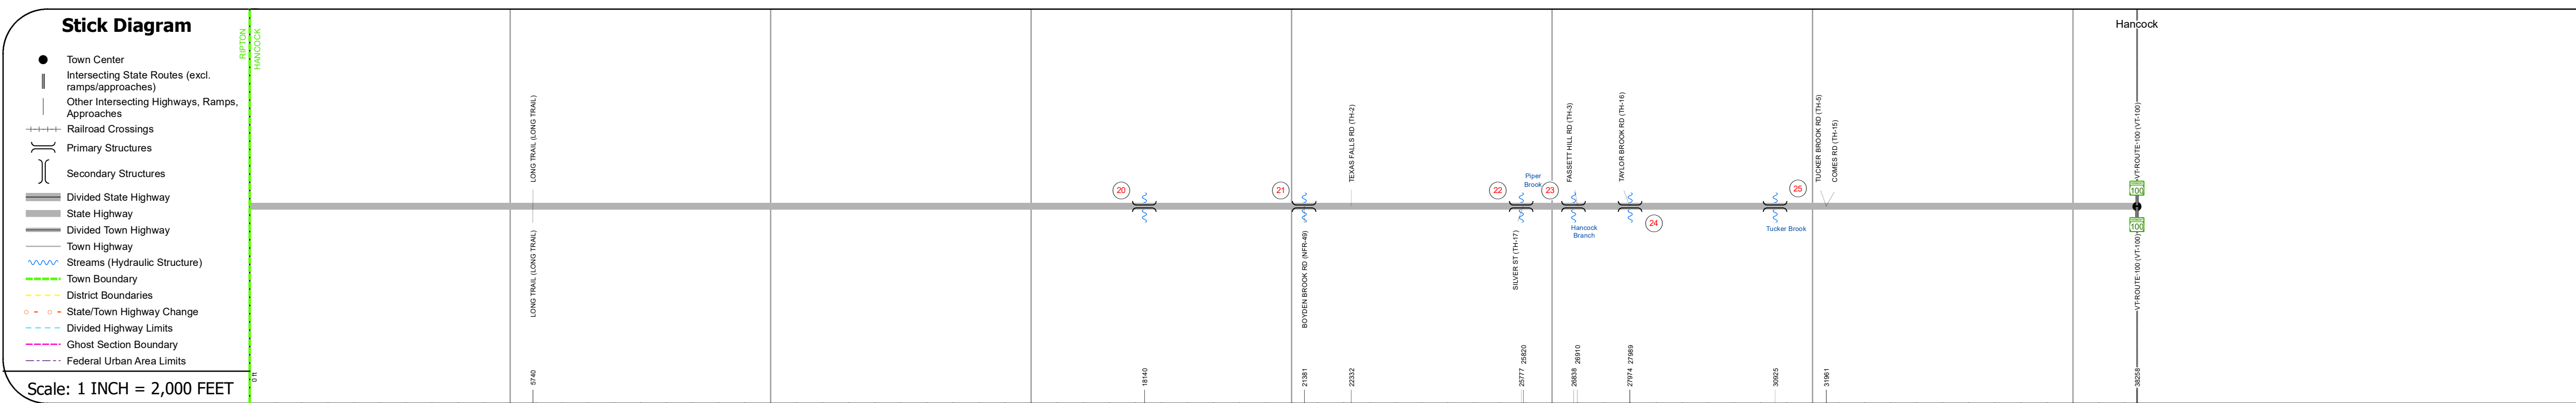 Stick Diagram
Town Center
Intersecting State Routes (excl.
ramps/approaches)
Other Intersecting Highways, Ramps,
Approaches
Railroad Crossings
Primary Structures
Secondary Structures
Divided State Highway
State Highway
Divided Town Highway
Town Highway
Streams (Hydraulic Structure)
Town Boundary
District Boundaries
State/Town Highway Change
Divided Highway Limits
Ghost Section Boundary
Federal Urban Area Limits
Scale: 1 INCH = 2,000 FEET
RIPTON
HANCOCK
0 ft
LONG TRAIL (LONG TRAIL)
LONG TRAIL (LONG TRAIL)
5740
20
18140
21
BOYDEN BROOK RD (NFR-49)
21381
TEXAS FALLS RD (TH-2)
22332
22
Piper
Brook
SILVER ST (TH-17)
25777
25820
23
FASSETT HILL RD (TH-3)
Hancock
Branch
26838
26910
TAYLOR BROOK RD (TH-16)
24
27974
27989
25
Tucker Brook
30925
TUCKER BROOK RD (TH-5)
COMES RD (TH-15)
31961
Hancock
VT-ROUTE-100 (VT-100)
100
100
VT-ROUTE-100 (VT-100)
38258